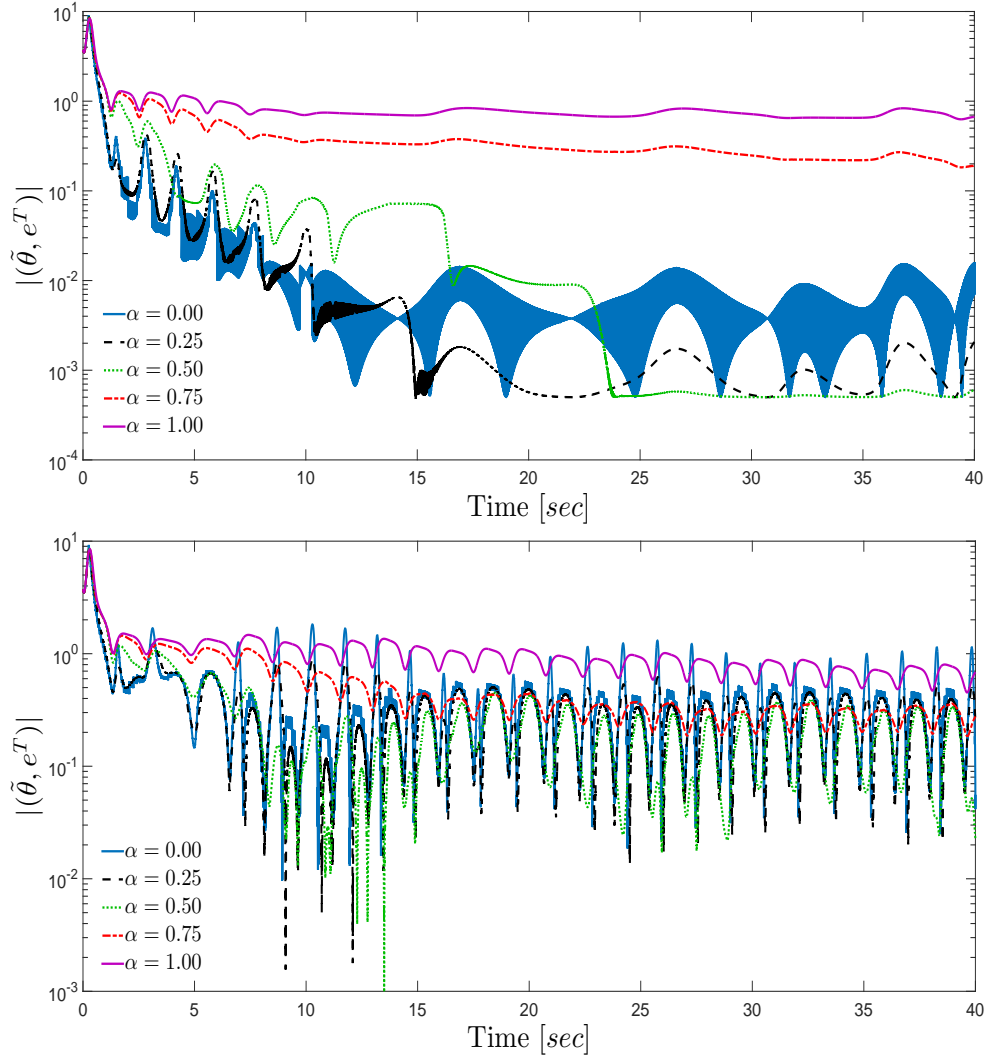 10^1
10^0
10^-1
10^-2
10^-3
10^-4
|(θ̃, e^T)|
α = 0.00
α = 0.25
α = 0.50
α = 0.75
α = 1.00
0 5 10 15 20 25 30 35 40
Time [sec]
10^1
10^0
10^-1
10^-2
10^-3
|(θ̃, e^T)|
α = 0.00
α = 0.25
α = 0.50
α = 0.75
α = 1.00
0 5 10 15 20 25 30 35 40
Time [sec]